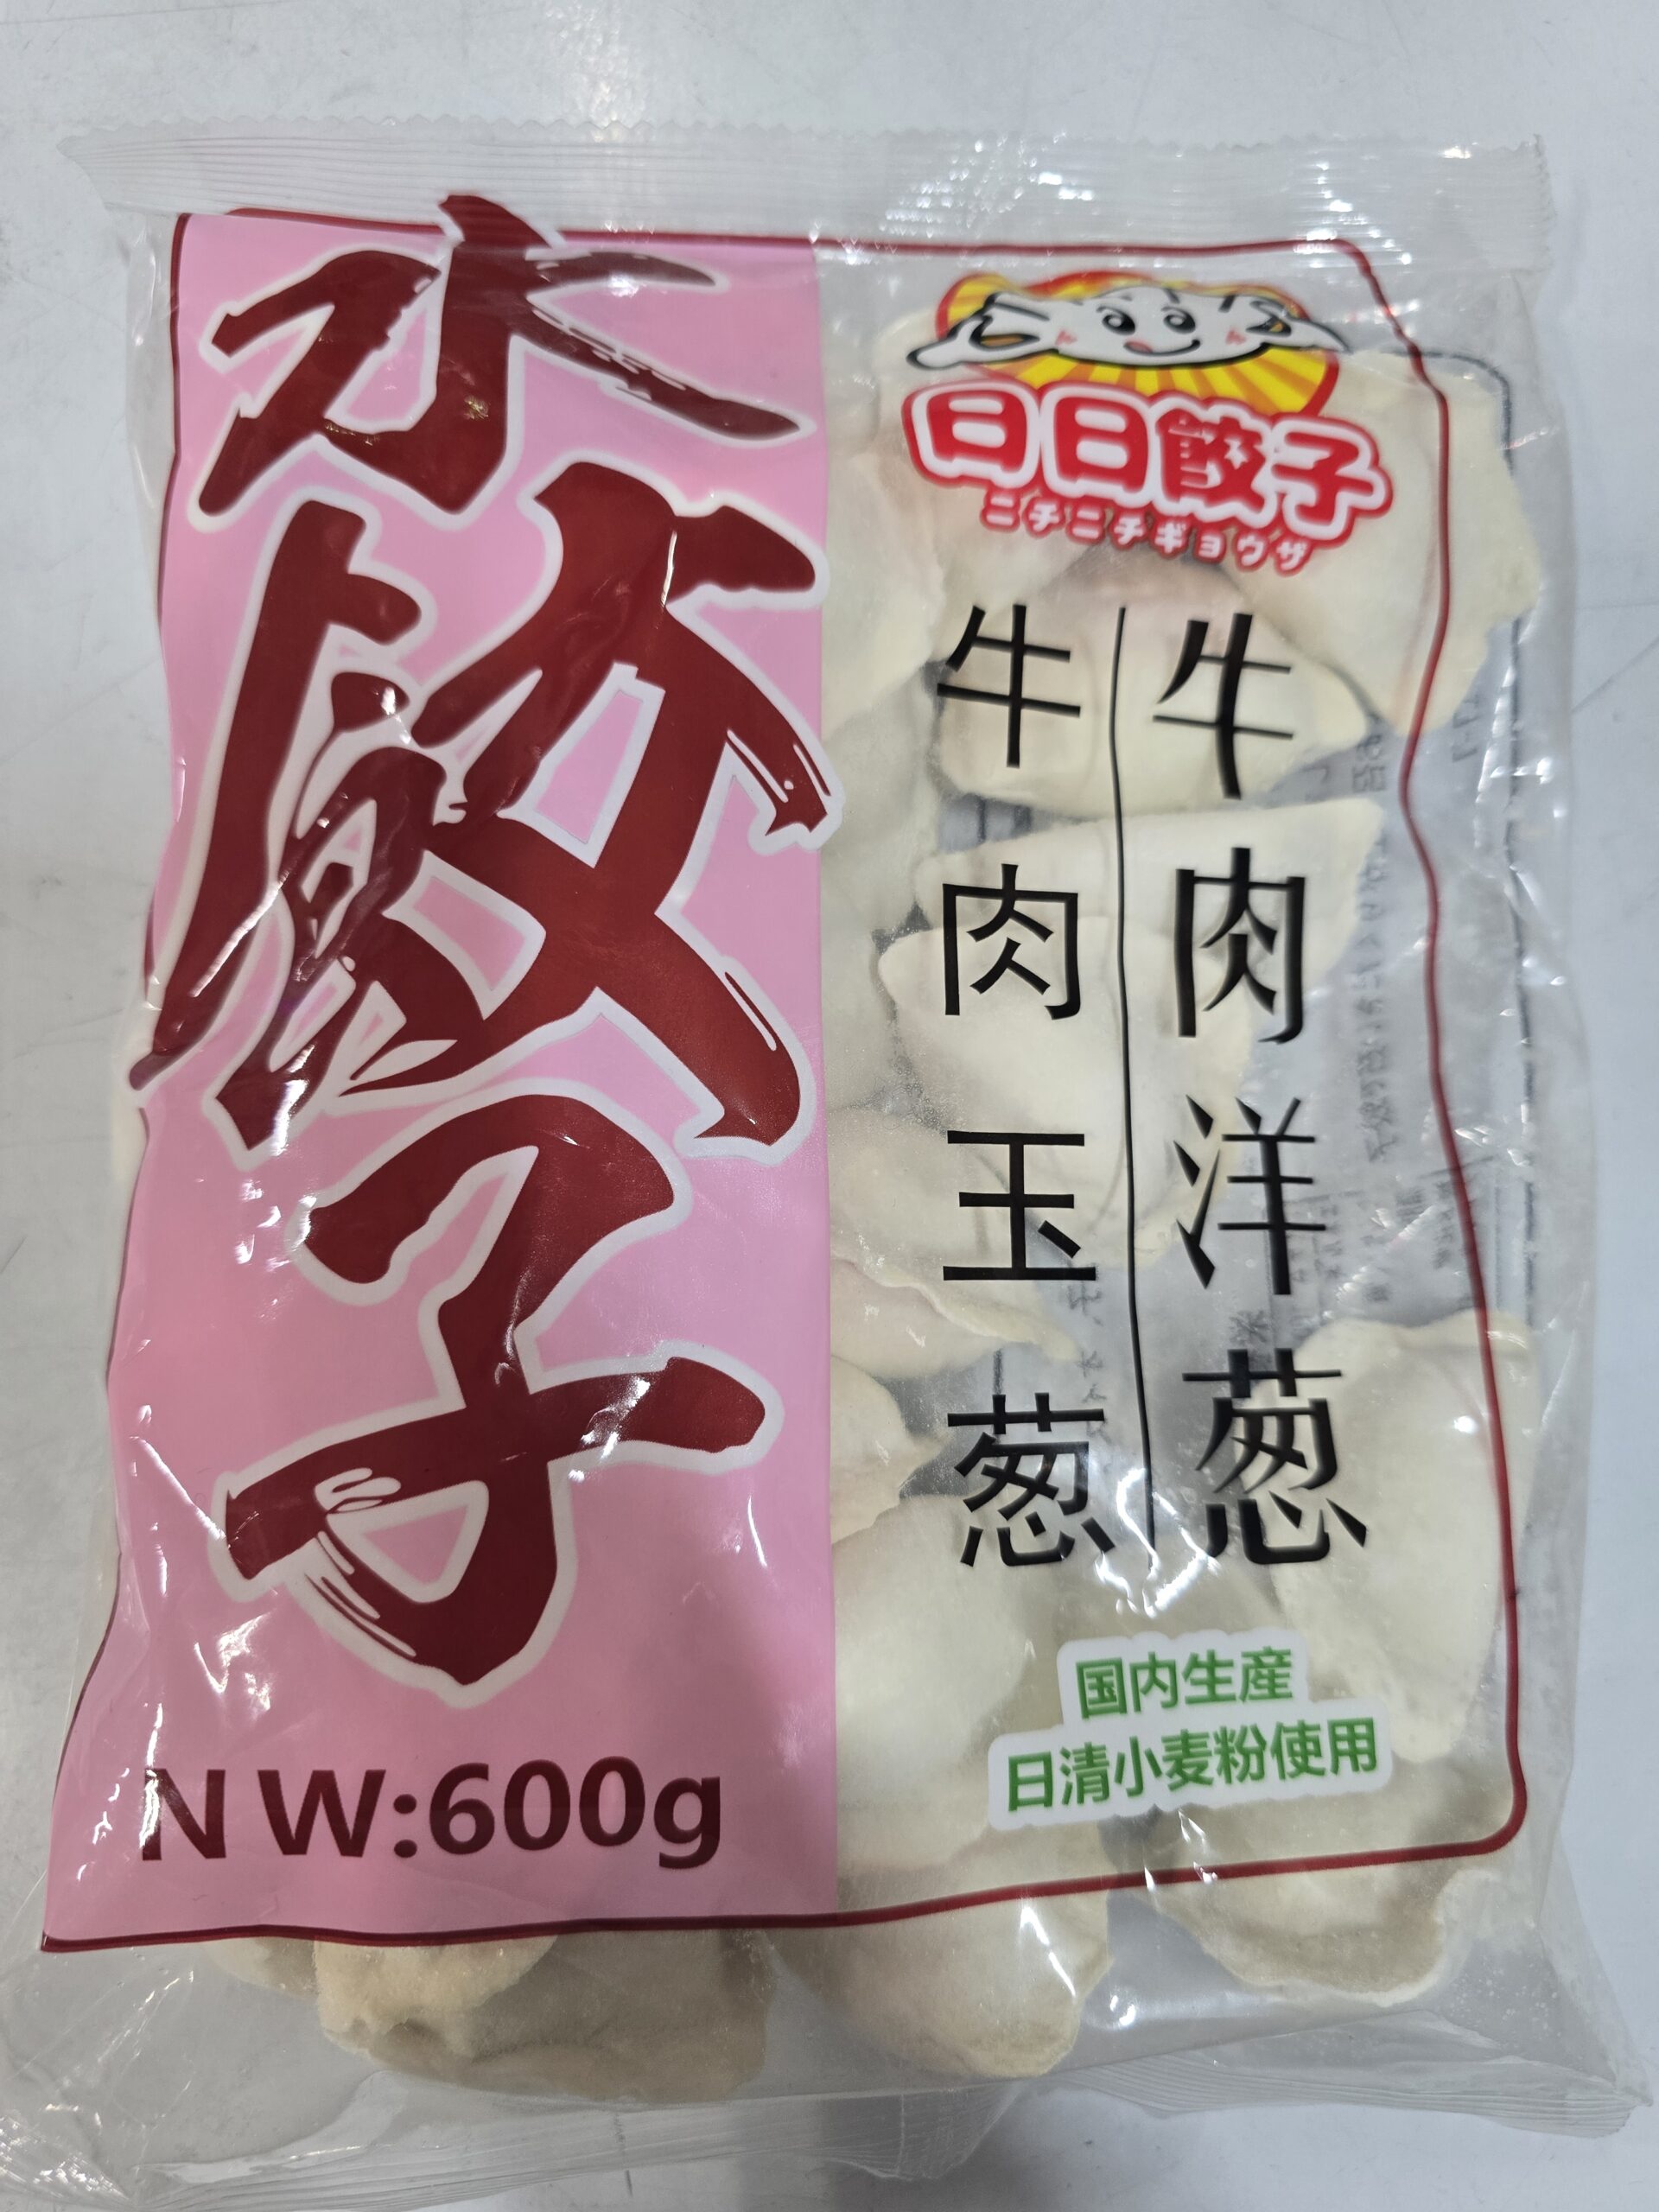 水餃子
日日餃子
ニチニチギョウザ
牛肉洋葱
牛肉玉葱
国内生産
日清小麦粉使用
N W:600g